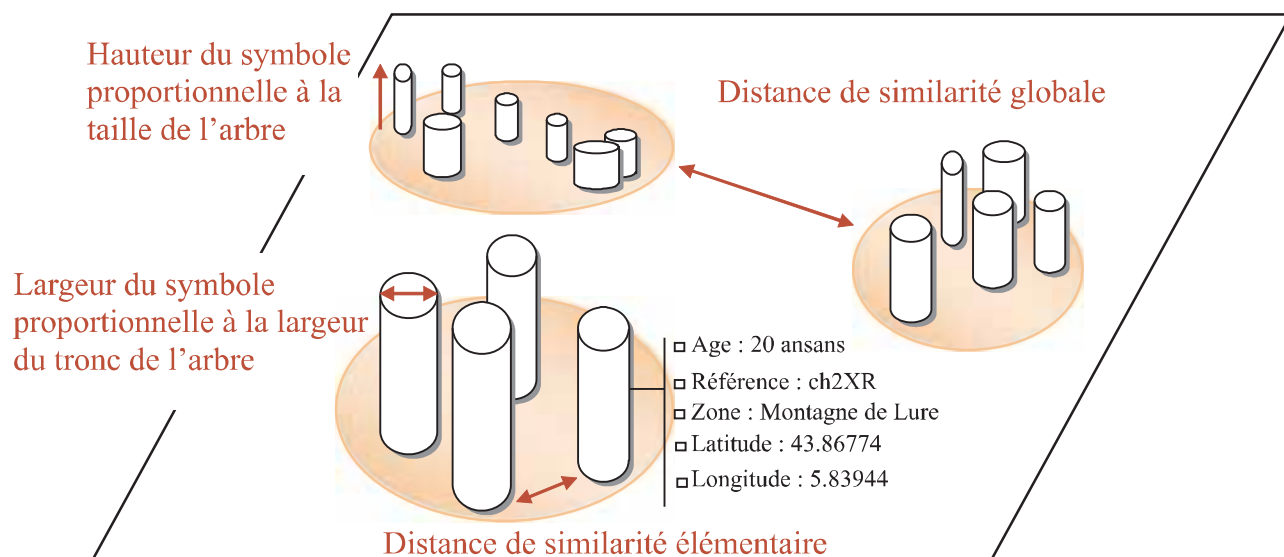 Hauteur du symbole
proportionnelle à la
taille de l’arbre
Distance de similarité globale
Largeur du symbole
proportionnelle à la largeur
du tronc de l’arbre
Age : 20 ansans
Référence : ch2XR
Zone : Montagne de Lure
Latitude : 43.86774
Longitude : 5.83944
Distance de similarité élémentaire